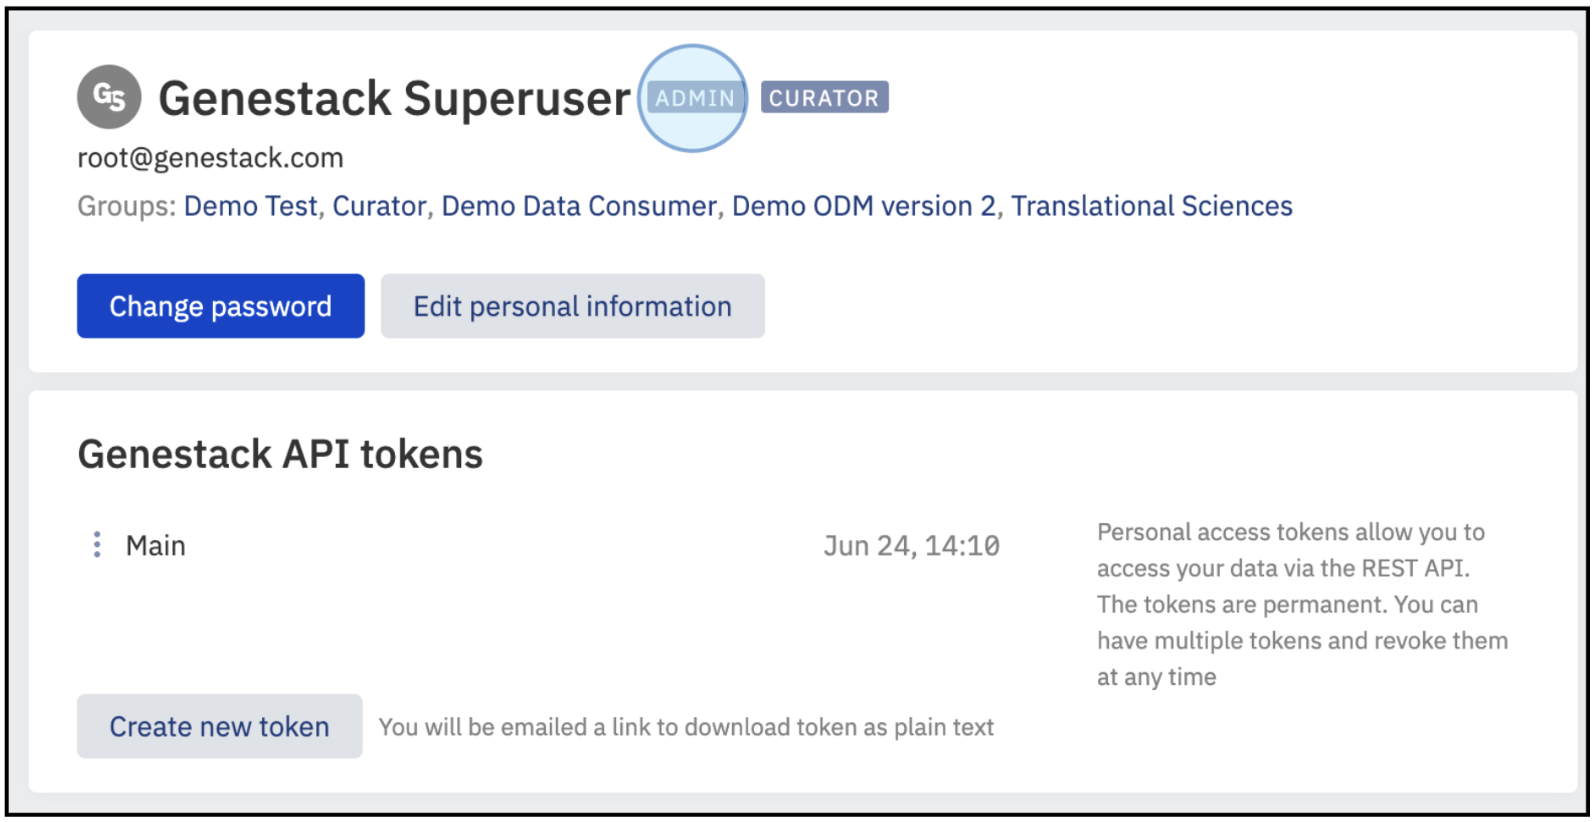 GS Genestack Superuser ADMIN CURATOR
root@genestack.com
Groups: Demo Test, Curator, Demo Data Consumer, Demo ODM version 2, Translational Sciences
Change password Edit personal information
Genestack API tokens
Main Jun 24, 14:10
Personal access tokens allow you to
access your data via the REST API.
The tokens are permanent. You can
have multiple tokens and revoke them
at any time
Create new token You will be emailed a link to download token as plain text